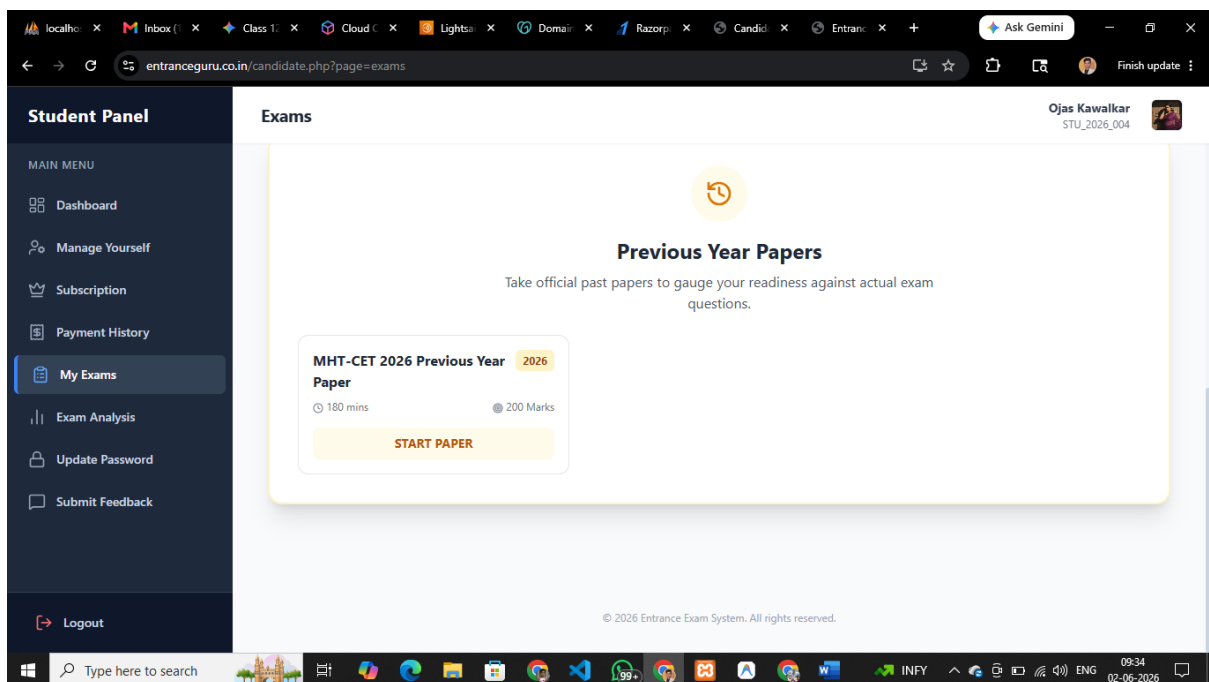 localho:
Inbox (1
Class 12
Cloud C
Lightsa
Domain
Razorp
Candid
Entranc
Ask Gemini
entranceguru.co.in/candidate.php?page=exams
Finish update
Student Panel
Exams
Ojas Kawalkar
STU_2026_004
MAIN MENU
Dashboard
Manage Yourself
Subscription
Payment History
My Exams
Exam Analysis
Update Password
Submit Feedback
Logout
Previous Year Papers
Take official past papers to gauge your readiness against actual exam
questions.
MHT-CET 2026 Previous Year
Paper
2026
180 mins
200 Marks
START PAPER
© 2026 Entrance Exam System. All rights reserved.
Type here to search
99+
INFY
ENG
09:34
02-06-2026